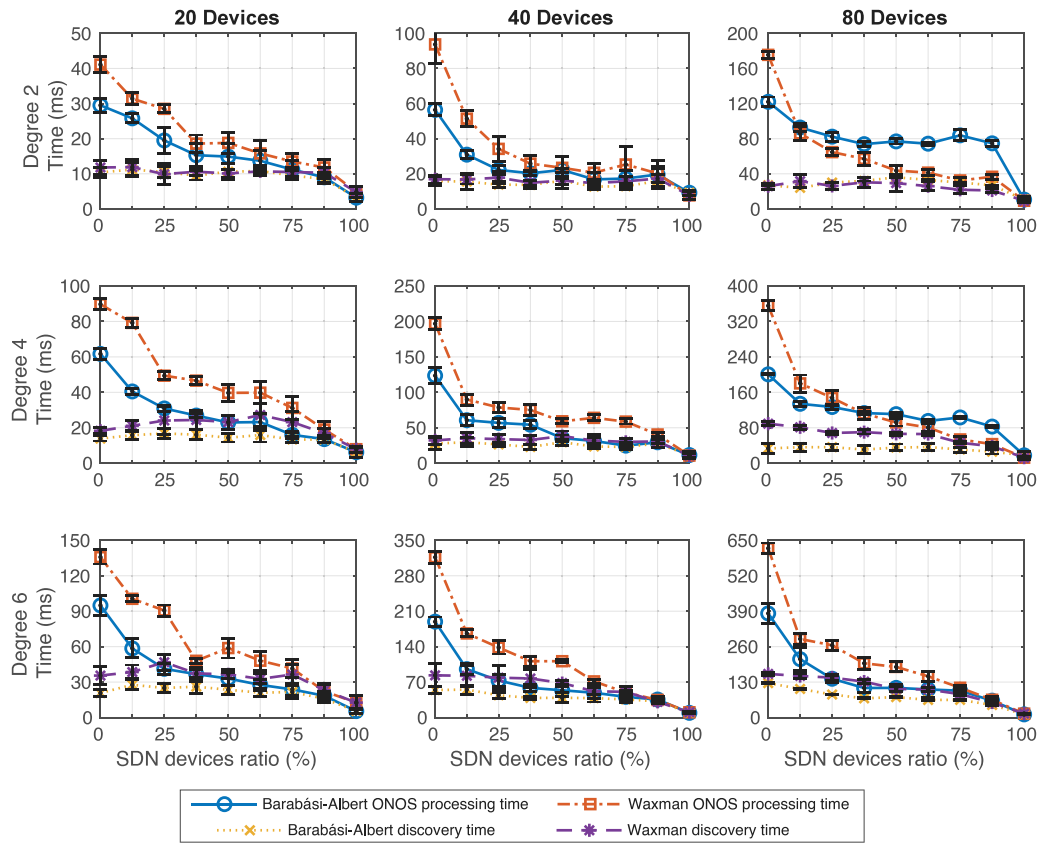 20 Devices 40 Devices 80 Devices
Degree 2
Time (ms)
50 40 30 20 10 0
0 25 50 75 100
100 80 60 40 20 0
0 25 50 75 100
200 160 120 80 40 0
0 25 50 75 100
Degree 4
Time (ms)
100 80 60 40 20 0
0 25 50 75 100
250 200 150 100 50 0
0 25 50 75 100
400 320 240 160 80 0
0 25 50 75 100
Degree 6
Time (ms)
150 120 90 60 30 0
0 25 50 75 100
350 280 210 140 70 0
0 25 50 75 100
650 520 390 260 130 0
0 25 50 75 100
SDN devices ratio (%) SDN devices ratio (%) SDN devices ratio (%)
Barabási-Albert ONOS processing time Waxman ONOS processing time
Barabási-Albert discovery time Waxman discovery time